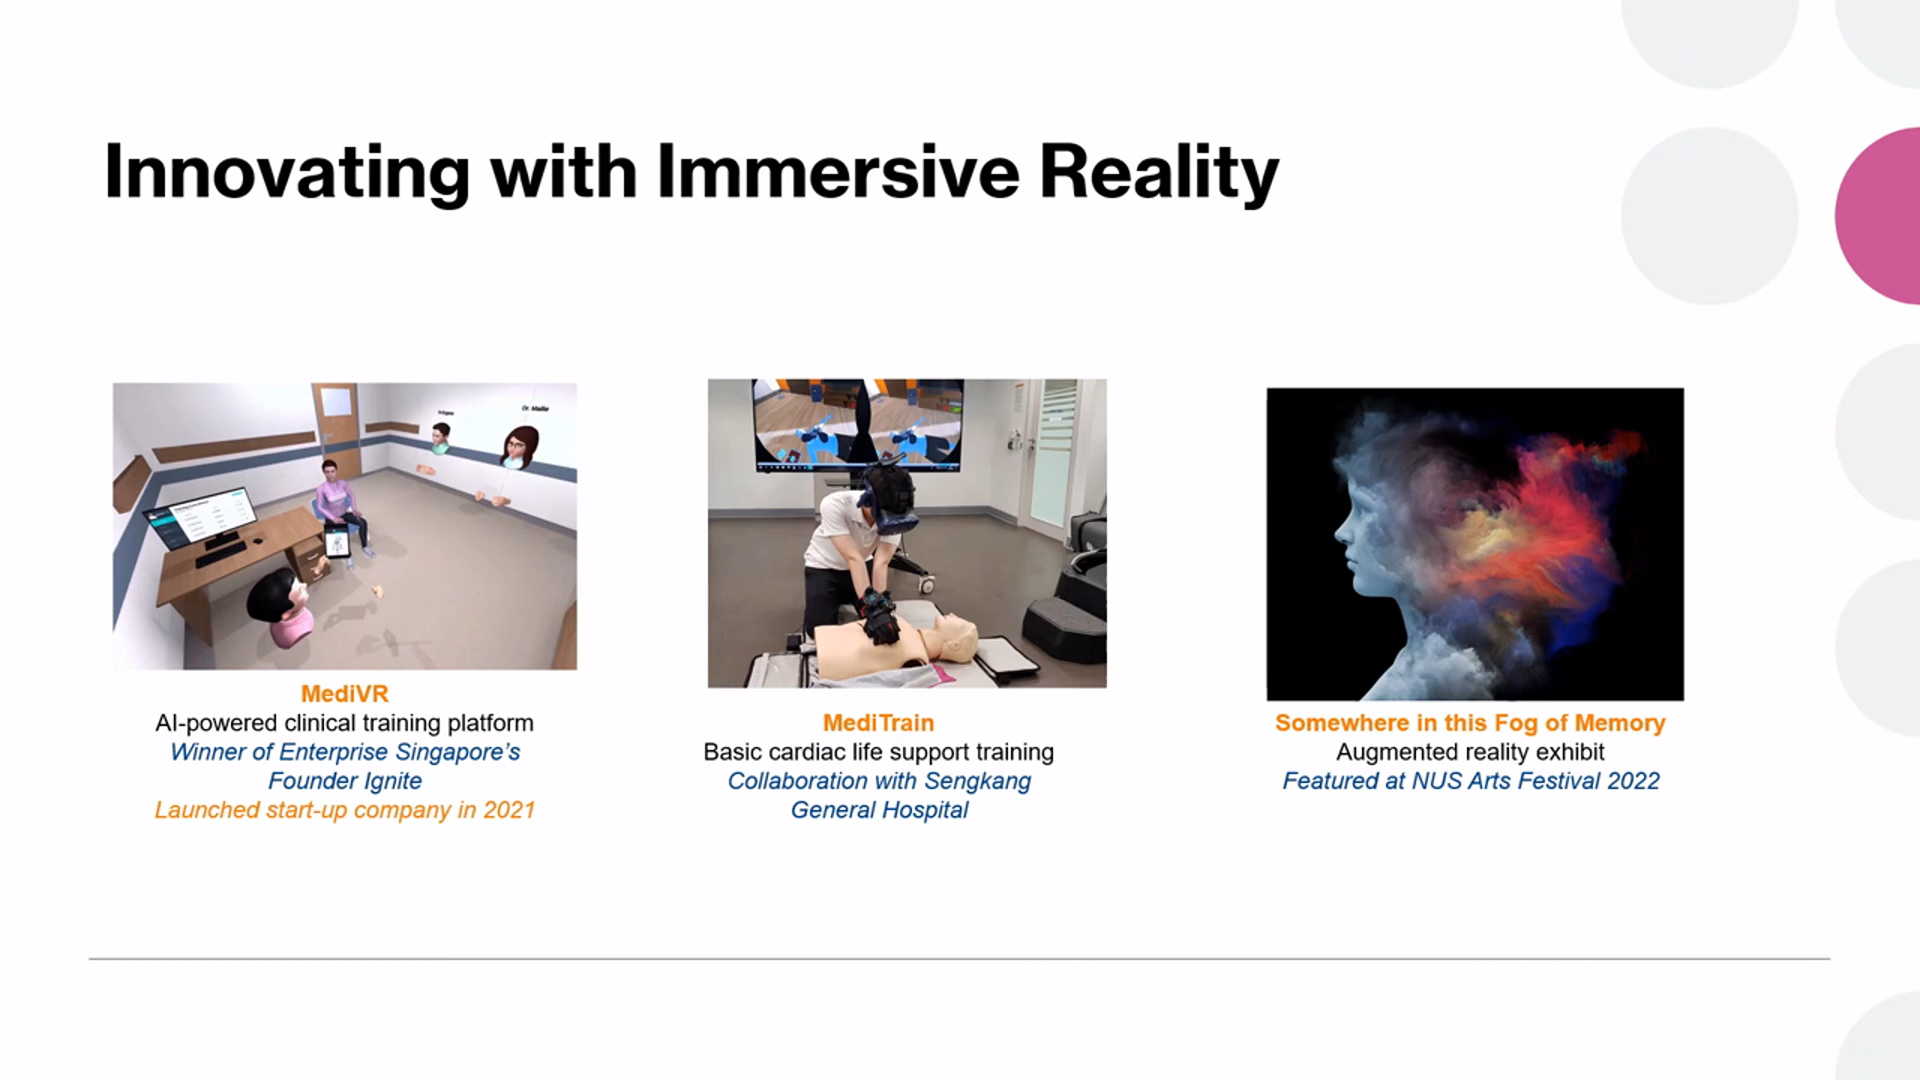 Innovating with Immersive Reality
Dr. Mallie
MediVR
AI-powered clinical training platform
Winner of Enterprise Singapore's
Founder Ignite
Launched start-up company in 2021
MediTrain
Basic cardiac life support training
Collaboration with Sengkang
General Hospital
Somewhere in this Fog of Memory
Augmented reality exhibit
Featured at NUS Arts Festival 2022